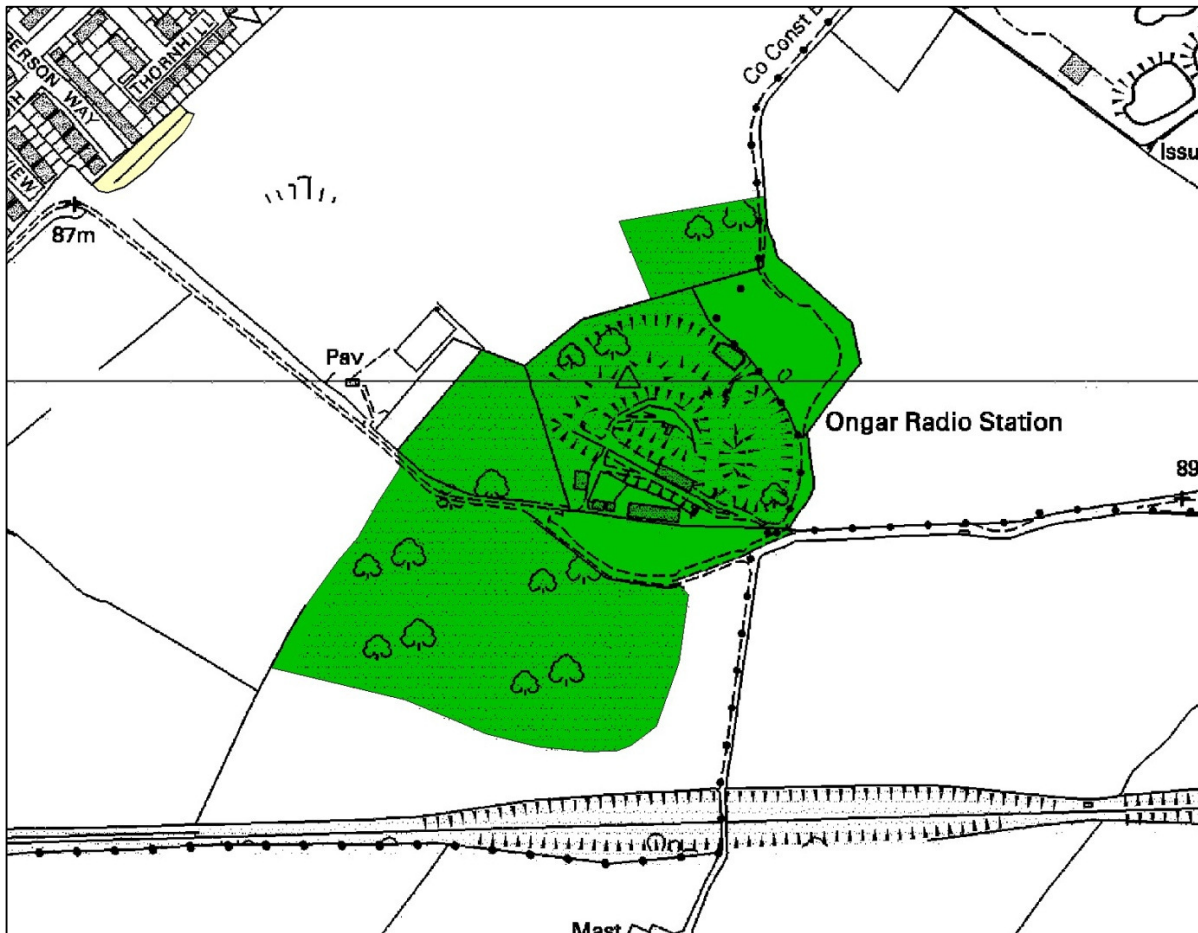 THORNHILL
ERSON WAY
VIEW
Co Const
Issu
87m
Pav
Ongar Radio Station
89
Mast